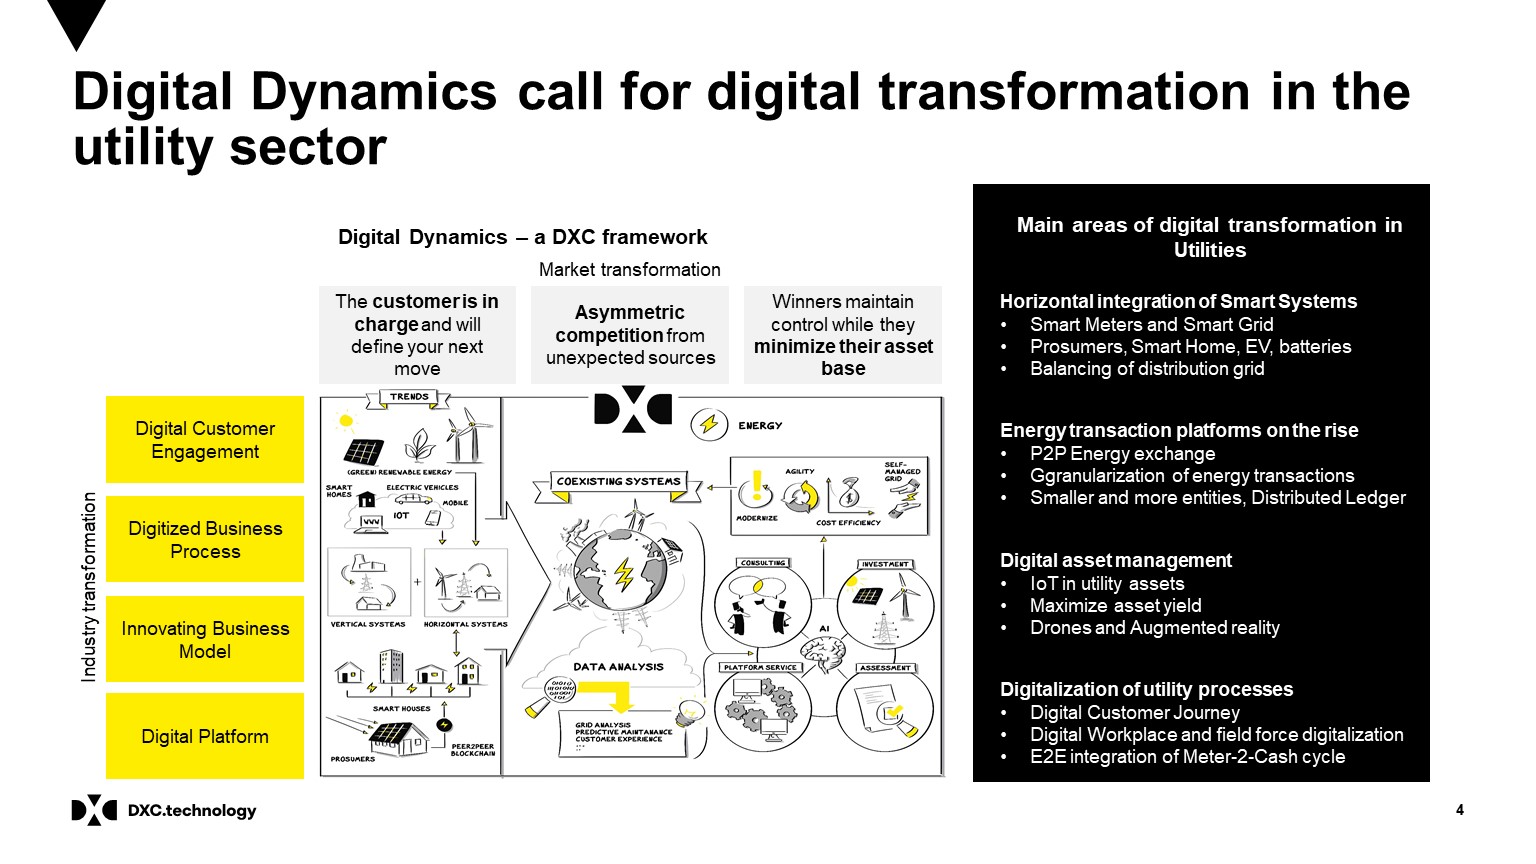 Digital Dynamics call for digital transformation in the
utility sector
Digital Dynamics – a DXC framework
Market transformation
The customer is in
charge and will
define your next
move
Asymmetric
competition from
unexpected sources
Winners maintain
control while they
minimize their asset
base
Industry transformation
Digital Customer
Engagement
Digitized Business
Process
Innovating Business
Model
Digital Platform
TRENDS
(GREEN) RENEWABLE ENERGY
SMART
HOMES
ELECTRIC VEHICLES
MOBILE
IOT
+
VERTICAL SYSTEMS
HORIZONTAL SYSTEMS
SMART HOUSES
PROSUMERS
PEER2PEER
BLOCKCHAIN
DXC
ENERGY
COEXISTING SYSTEMS
MODERNIZE
AGILITY
COST EFFICIENCY
SELF-
MANAGED
GRID
CONSULTING
INVESTMENT
AI
PLATFORM SERVICE
ASSESSMENT
DATA ANALYSIS
GRID ANALYSIS
PREDICTIVE MAINTANANCE
CUSTOMER EXPERIENCE
Main areas of digital transformation in
Utilities
Horizontal integration of Smart Systems
• Smart Meters and Smart Grid
• Prosumers, Smart Home, EV, batteries
• Balancing of distribution grid
Energy transaction platforms on the rise
• P2P Energy exchange
• Ggranularization of energy transactions
• Smaller and more entities, Distributed Ledger
Digital asset management
• IoT in utility assets
• Maximize asset yield
• Drones and Augmented reality
Digitalization of utility processes
• Digital Customer Journey
• Digital Workplace and field force digitalization
• E2E integration of Meter-2-Cash cycle
DXC.technology
4